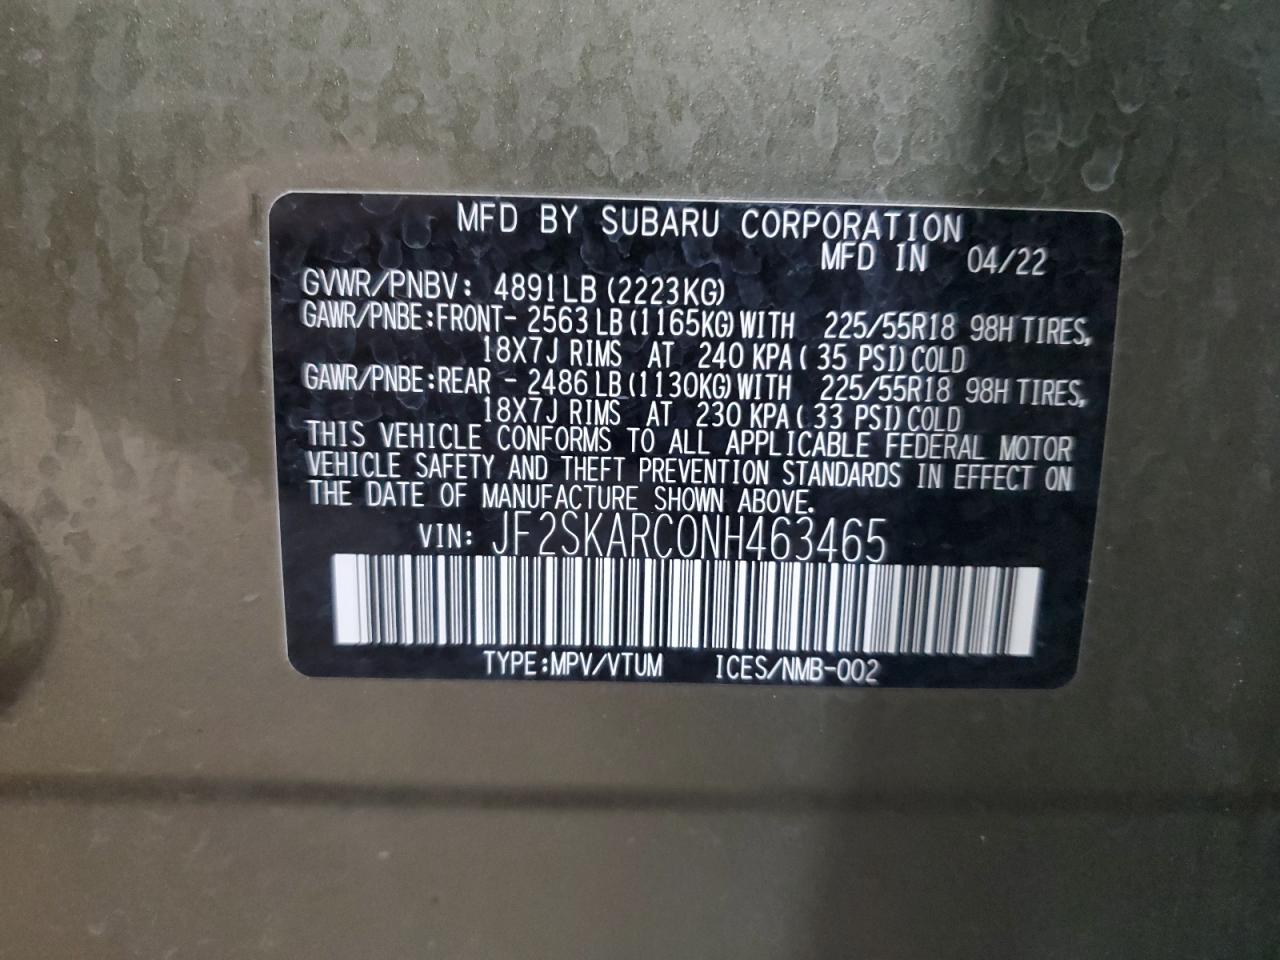 MFD BY SUBARU CORPORATION
MFD IN 04/22
GVWR/PNBV: 4891LB (2223KG)
GAWR/PNBE:FRONT- 2563LB(1165KG)WITH 225/55R18 98H TIRES,
18X7J RIMS AT 240 KPA( 35 PSI)COLD
GAWR/PNBE:REAR - 2486LB(1130KG)WITH 225/55R18 98H TIRES,
18X7J RIMS AT 230 KPA( 33 PSI)COLD
THIS VEHICLE CONFORMS TO ALL APPLICABLE FEDERAL MOTOR
VEHICLE SAFETY AND THEFT PREVENTION STANDARDS IN EFFECT ON
THE DATE OF MANUFACTURE SHOWN ABOVE.
VIN: JF2SKARC0NH463465
TYPE:MPV/VTUM ICES/NMB-002